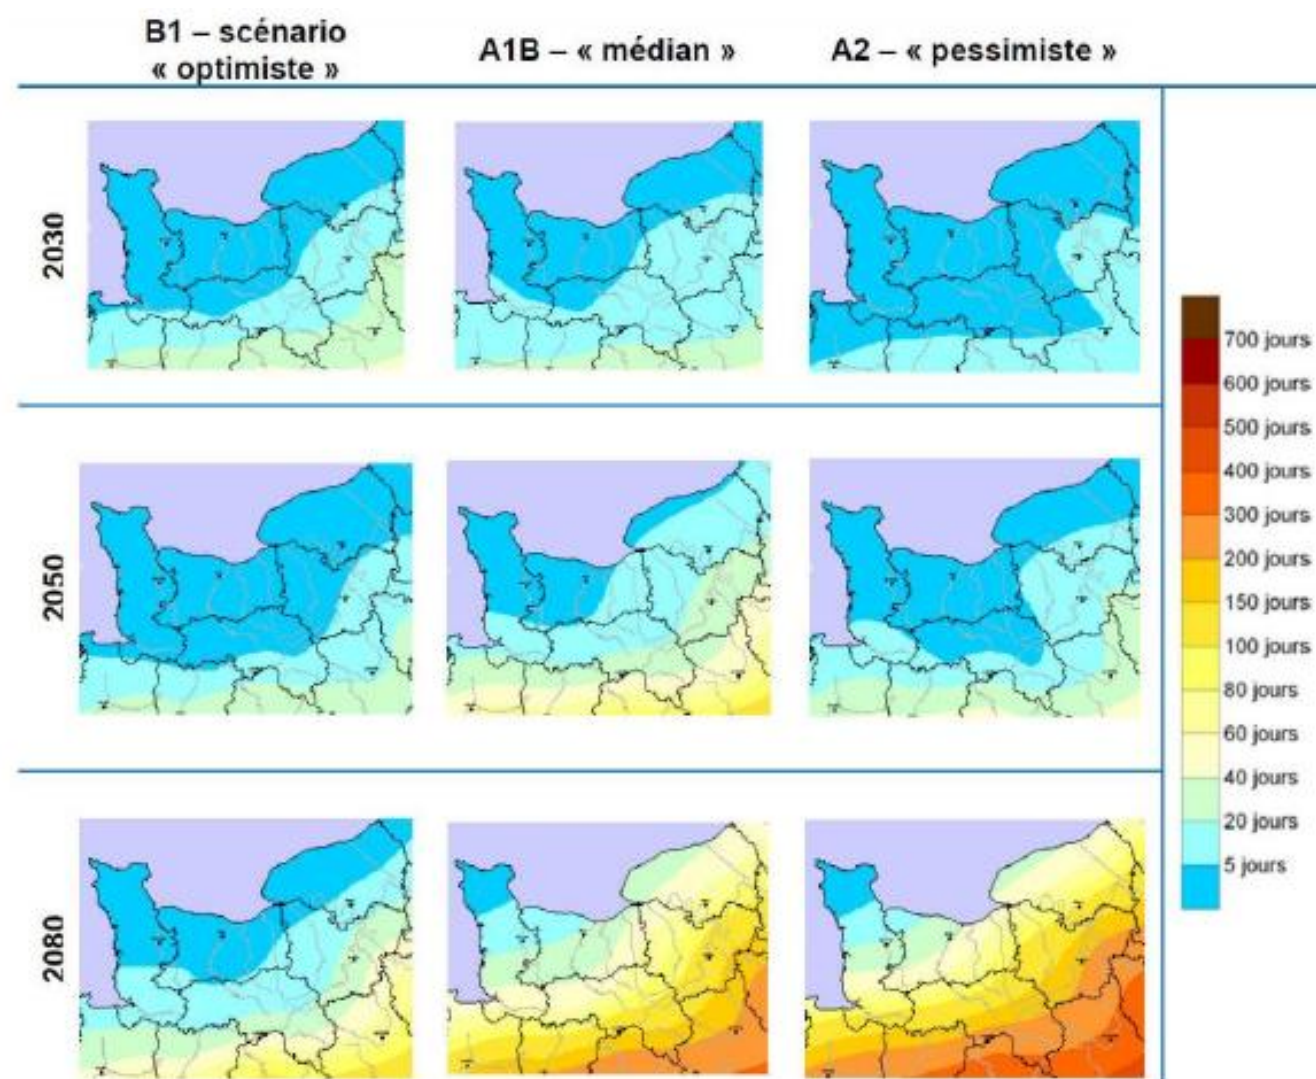 B1 – scénario
« optimiste »
A1B – « médian »
A2 – « pessimiste »
2030
2050
2080
700 jours
600 jours
500 jours
400 jours
300 jours
200 jours
150 jours
100 jours
80 jours
60 jours
40 jours
20 jours
5 jours